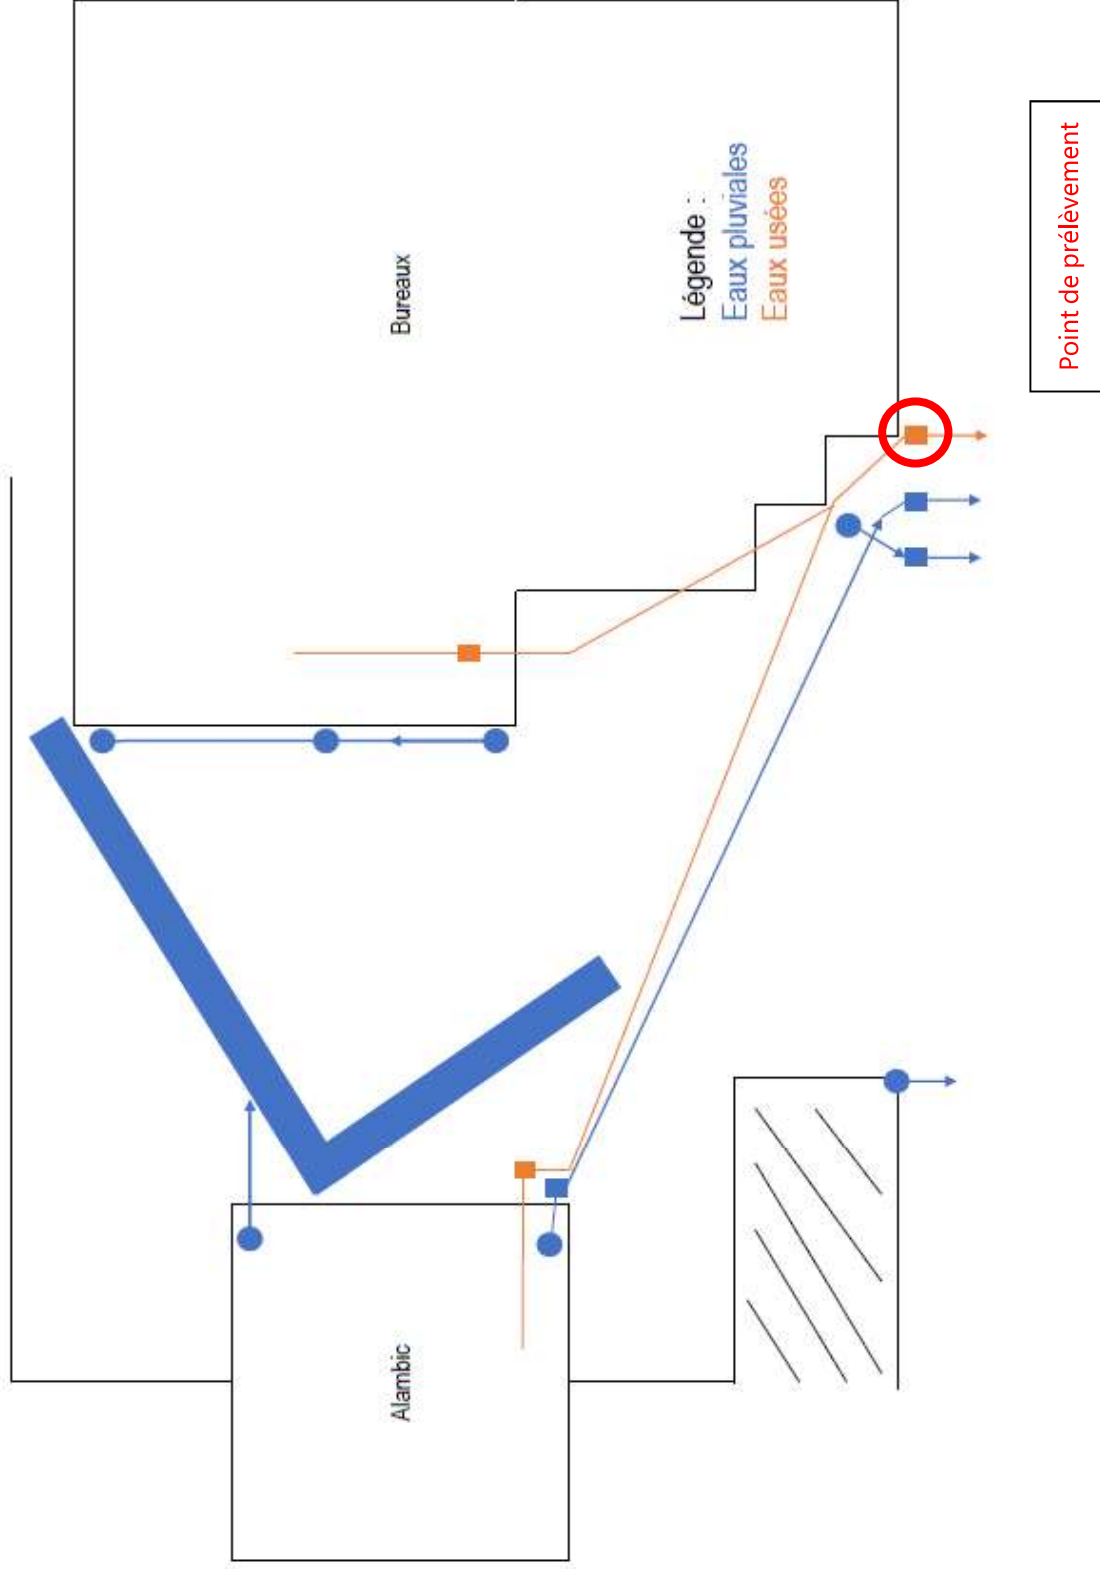 Alambic
Bureaux
Légende :
Eaux pluviales
Eaux usées
Point de prélèvement